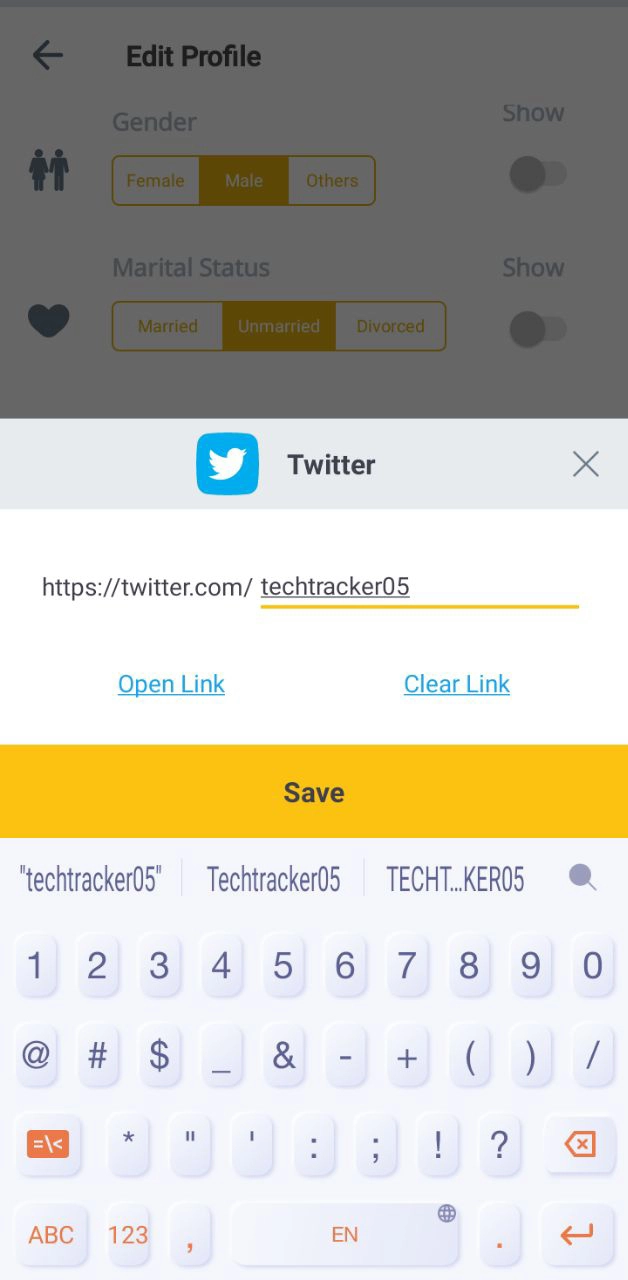 Edit Profile
Gender
Show
Female Male Others
Marital Status
Show
Married Unmarried Divorced
Twitter
https://twitter.com/ techtracker05
Open Link Clear Link
Save
"techtracker05" Techtracker05 TECHT...KER05
1 2 3 4 5 6 7 8 9 0
@ # $ _ & - + ( ) /
=\< * " ' : ; ! ?
ABC 123 , EN .